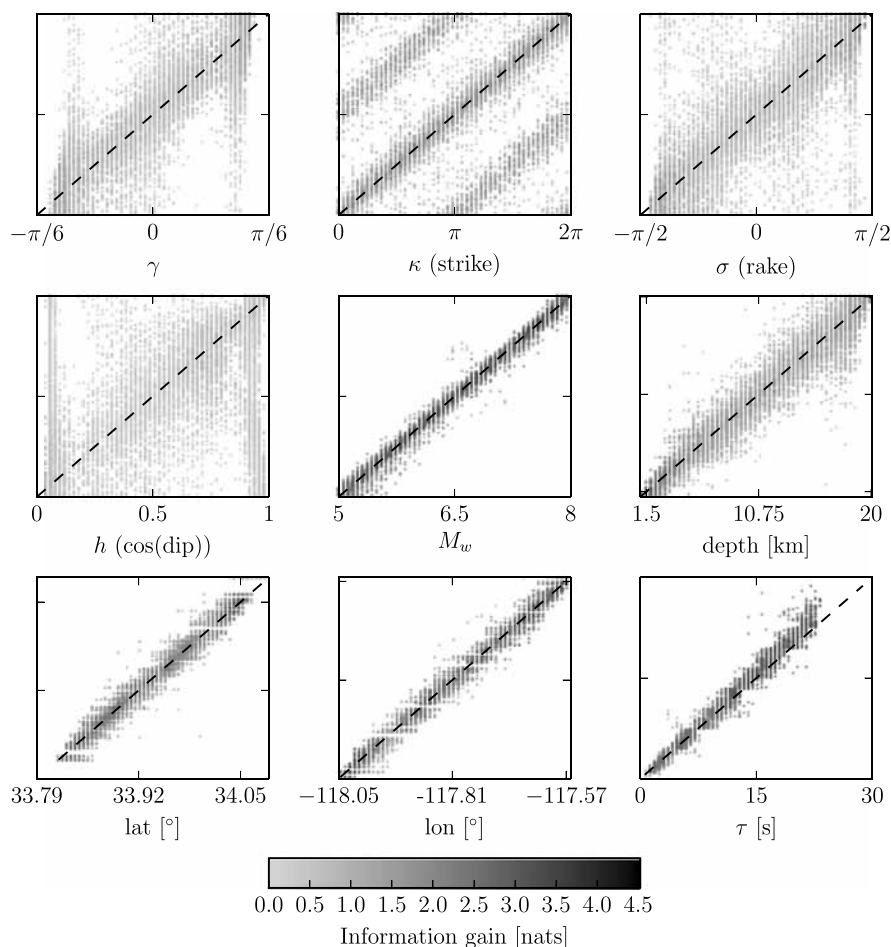 −π/6 0 π/6
γ
0 π 2π
κ (strike)
−π/2 0 π/2
σ (rake)
0 0.5 1
h (cos(dip))
5 6.5 8
M_w
1.5 10.75 20
depth [km]
33.79 33.92 34.05
lat [°]
−118.05 -117.81 −117.57
lon [°]
0 15 30
τ [s]
0.0 0.5 1.0 1.5 2.0 2.5 3.0 3.5 4.0 4.5
Information gain [nats]